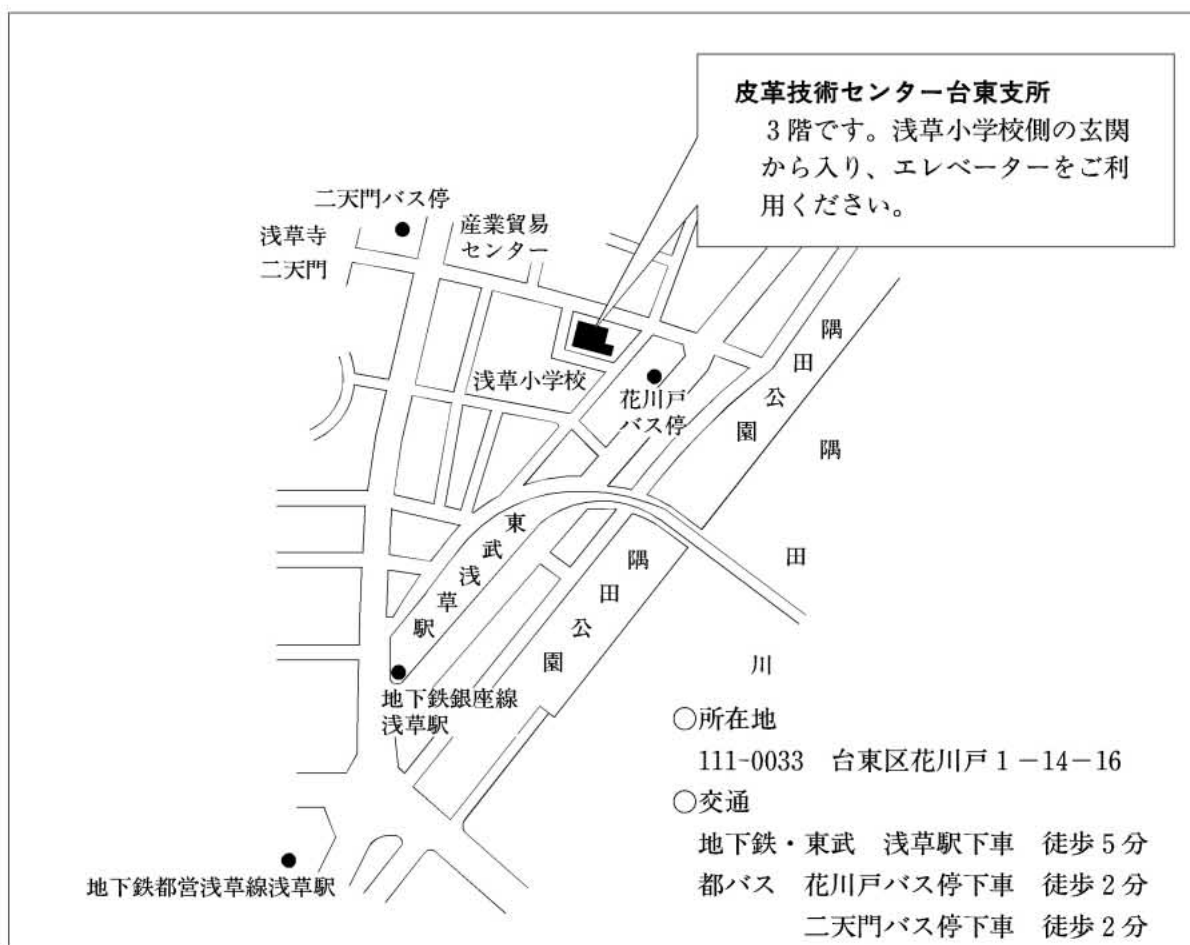 皮革技術センター台東支所
3階です。浅草小学校側の玄関
から入り、エレベーターをご利
用ください。
二天門バス停
浅草寺
二天門
産業貿易
センター
浅草小学校
花川戸
バス停
隅田公園
隅田川
東武浅草駅
隅田公園
地下鉄銀座線
浅草駅
地下鉄都営浅草線浅草駅
○所在地
111-0033 台東区花川戸1－14－16
○交通
地下鉄・東武 浅草駅下車 徒歩5分
都バス 花川戸バス停下車 徒歩2分
二天門バス停下車 徒歩2分